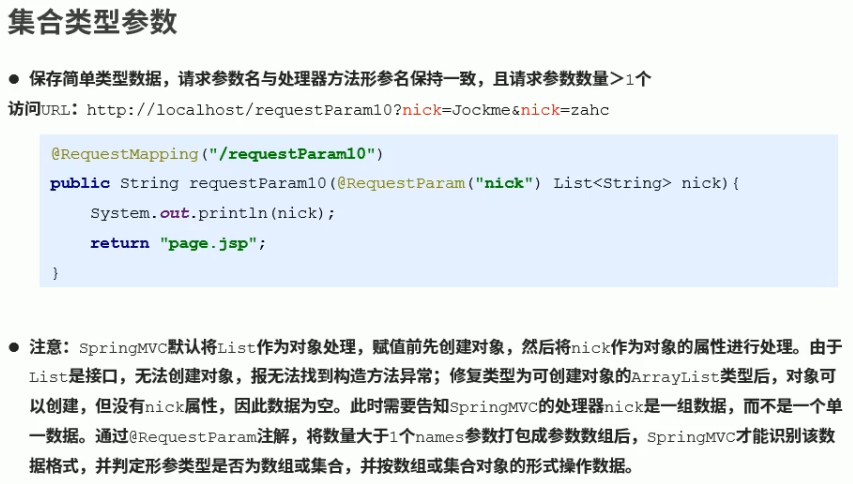 集合类型参数
● 保存简单类型数据，请求参数名与处理器方法形参名保持一致，且请求参数数量＞1个
访问URL：http://localhost/requestParam10?nick=Jockme&nick=zahc
@RequestMapping("/requestParam10")
public String requestParam10(@RequestParam("nick") List<String> nick){
    System.out.println(nick);
    return "page.jsp";
}
● 注意：SpringMVC默认将List作为对象处理，赋值前先创建对象，然后将nick作为对象的属性进行处理。由于
List是接口，无法创建对象，报无法找到构造方法异常；修复类型为可创建对象的ArrayList类型后，对象可
以创建，但没有nick属性，因此数据为空。此时需要告知SpringMVC的处理器nick是一组数据，而不是一个单
一数据。通过@RequestParam注解，将数量大于1个names参数打包成参数数组后，SpringMVC才能识别该数
据格式，并判定形参类型是否为数组或集合，并按数组或集合对象的形式操作数据。